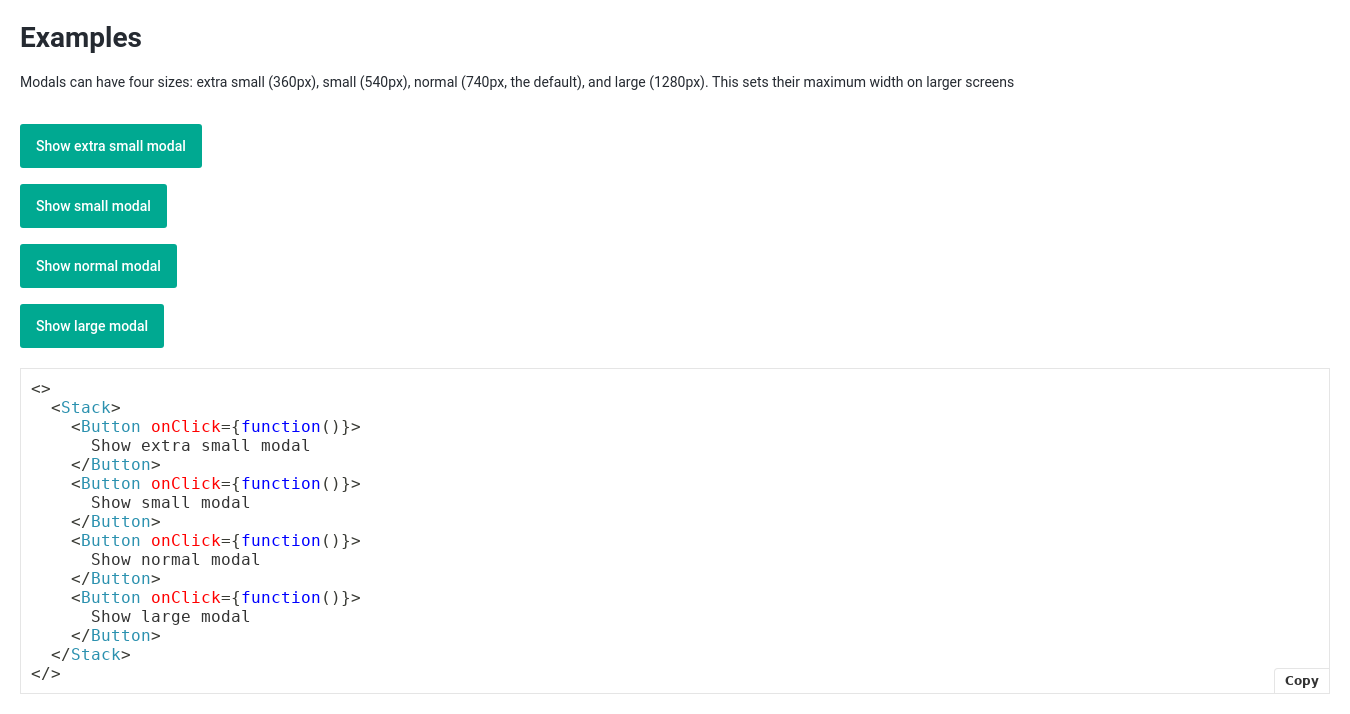 Examples
Modals can have four sizes: extra small (360px), small (540px), normal (740px, the default), and large (1280px). This sets their maximum width on larger screens
Show extra small modal
Show small modal
Show normal modal
Show large modal
<>
  <Stack>
    <Button onClick={function()}>
      Show extra small modal
    </Button>
    <Button onClick={function()}>
      Show small modal
    </Button>
    <Button onClick={function()}>
      Show normal modal
    </Button>
    <Button onClick={function()}>
      Show large modal
    </Button>
  </Stack>
</>
Copy